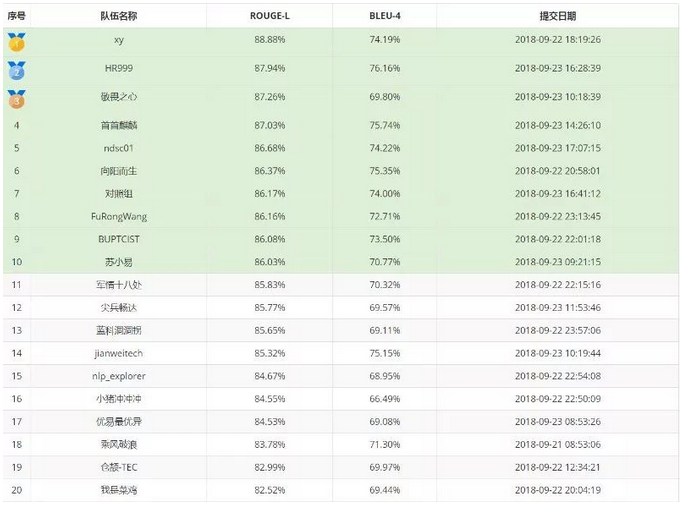 序号 队伍名称 ROUGE-L BLEU-4 提交日期
1 xy 88.88% 74.19% 2018-09-22 18:19:26
2 HR999 87.94% 76.16% 2018-09-23 16:28:39
3 敬畏之心 87.26% 69.80% 2018-09-23 10:18:39
4 首首麒麟 87.03% 75.74% 2018-09-23 14:26:10
5 ndsc01 86.68% 74.22% 2018-09-23 17:07:15
6 向阳而生 86.37% 75.35% 2018-09-22 20:58:01
7 对照组 86.17% 74.00% 2018-09-23 16:41:12
8 FuRongWang 86.16% 72.71% 2018-09-22 23:13:45
9 BUPTCIST 86.08% 73.50% 2018-09-22 22:01:18
10 苏小易 86.03% 70.77% 2018-09-23 09:21:15
11 军情十八处 85.83% 70.32% 2018-09-22 22:15:16
12 尖兵畅达 85.77% 69.57% 2018-09-23 11:53:46
13 蓝科洞洞拐 85.65% 69.11% 2018-09-22 23:57:06
14 jianweitech 85.32% 75.15% 2018-09-23 10:19:44
15 nlp_explorer 84.67% 68.95% 2018-09-22 22:54:08
16 小猪冲冲冲 84.55% 66.49% 2018-09-22 22:50:09
17 优易最优异 84.53% 69.08% 2018-09-23 08:53:26
18 乘风破浪 83.78% 71.30% 2018-09-21 08:53:06
19 仓颉-TEC 82.99% 69.97% 2018-09-22 12:34:21
20 我是菜鸡 82.52% 69.44% 2018-09-22 20:04:19